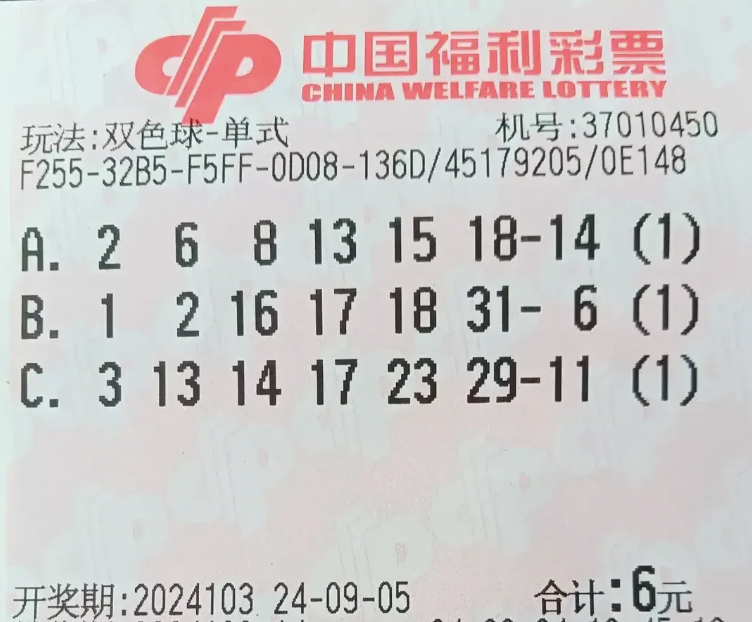 中国福利彩票
CHINA WELFARE LOTTERY
玩法:双色球-单式 机号:37010450
F255-32B5-F5FF-0D08-136D/45179205/0E148
A. 2 6 8 13 15 18-14 (1)
B. 1 2 16 17 18 31- 6 (1)
C. 3 13 14 17 23 29-11 (1)
开奖期:2024103 24-09-05 合计:6元